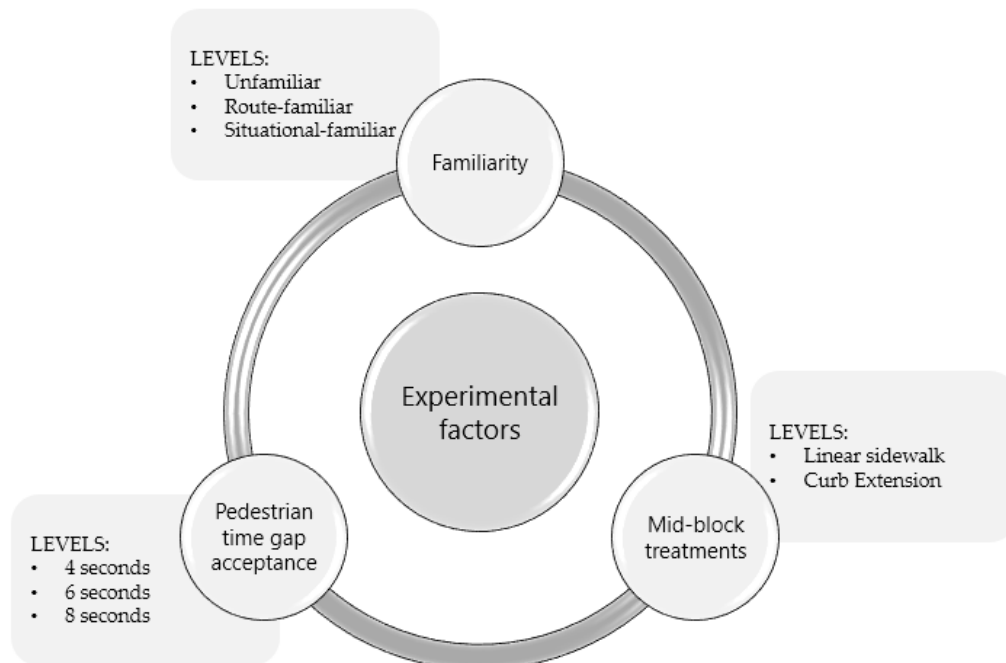 LEVELS:
• Unfamiliar
• Route-familiar
• Situational-familiar
Familiarity
Experimental
factors
LEVELS:
• Linear sidewalk
• Curb Extension
Mid-block
treatments
Pedestrian
time gap
acceptance
LEVELS:
• 4 seconds
• 6 seconds
• 8 seconds